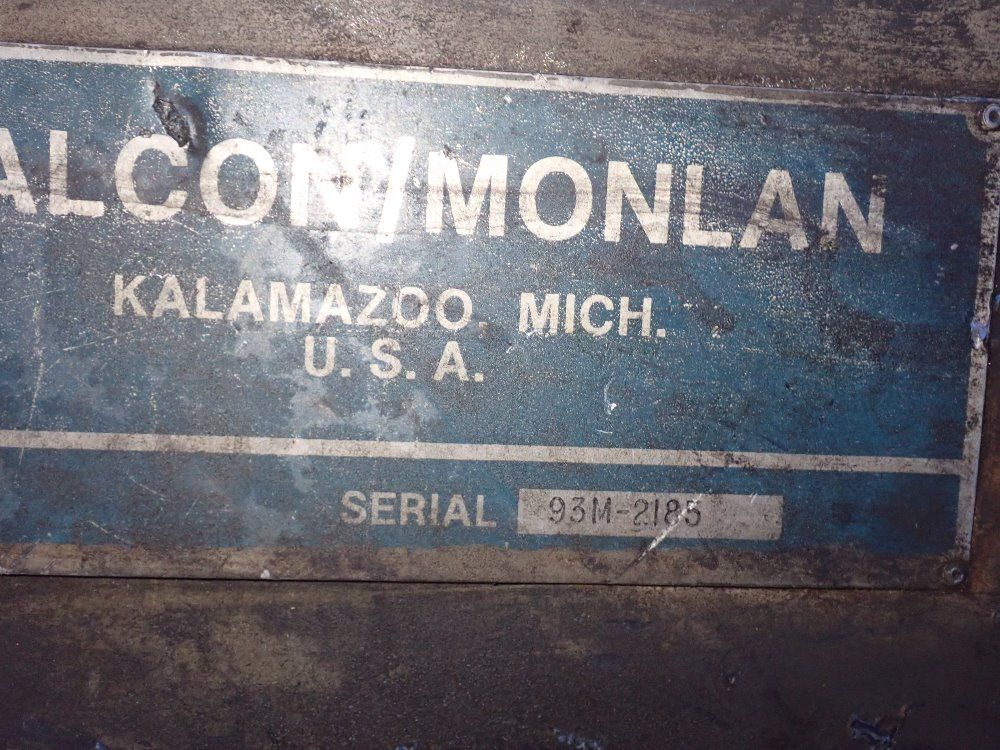 ALCON/MONLAN
KALAMAZOO, MICH.
U. S. A.
SERIAL 93M-2185